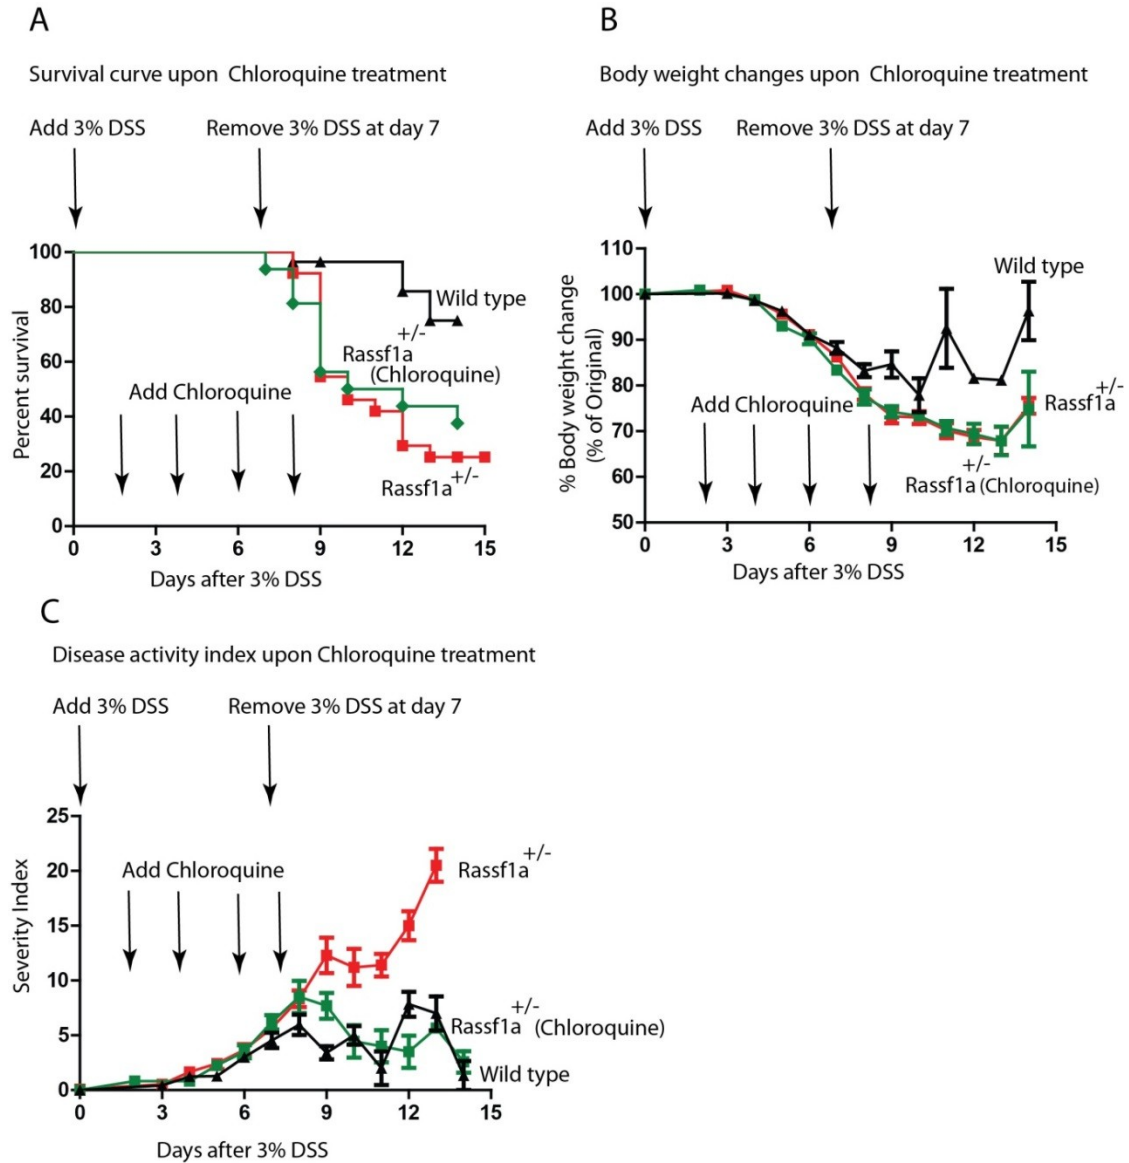 A
Survival curve upon Chloroquine treatment
Add 3% DSS
Remove 3% DSS at day 7
100
80
60
40
20
0
Percent survival
Wild type
+/-
Rassf1a
(Chloroquine)
Add Chloroquine
Rassf1a+/-
0 3 6 9 12 15
Days after 3% DSS
B
Body weight changes upon Chloroquine treatment
Add 3% DSS
Remove 3% DSS at day 7
110
100
90
80
70
60
50
% Body weight change
(% of Original)
Wild type
Add Chloroquine
+/-
Rassf1a
+/-
Rassf1a (Chloroquine)
0 3 6 9 12 15
Days after 3% DSS
C
Disease activity index upon Chloroquine treatment
Add 3% DSS
Remove 3% DSS at day 7
25
20
15
10
5
0
Severity Index
Add Chloroquine
+/-
Rassf1a
+/-
Rassf1a (Chloroquine)
Wild type
0 3 6 9 12 15
Days after 3% DSS